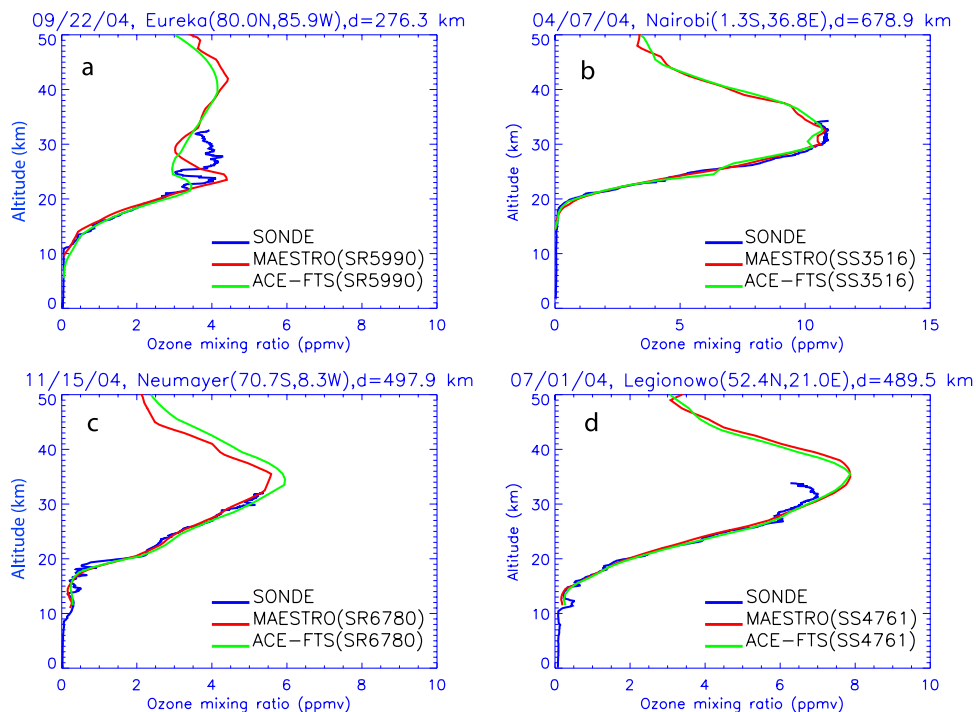 09/22/04, Eureka(80.0N,85.9W),d=276.3 km
a
50
40
30
20
10
0
Altitude (km)
SONDE
MAESTRO(SR5990)
ACE-FTS(SR5990)
0 2 4 6 8 10
Ozone mixing ratio (ppmv)
04/07/04, Nairobi(1.3S,36.8E),d=678.9 km
b
50
40
30
20
10
0
Altitude (km)
SONDE
MAESTRO(SS3516)
ACE-FTS(SS3516)
0 5 10 15
Ozone mixing ratio (ppmv)
11/15/04, Neumayer(70.7S,8.3W),d=497.9 km
c
50
40
30
20
10
0
Altitude (km)
SONDE
MAESTRO(SR6780)
ACE-FTS(SR6780)
0 2 4 6 8 10
Ozone mixing ratio (ppmv)
07/01/04, Legionowo(52.4N,21.0E),d=489.5 km
d
50
40
30
20
10
0
Altitude (km)
SONDE
MAESTRO(SS4761)
ACE-FTS(SS4761)
0 2 4 6 8 10
Ozone mixing ratio (ppmv)